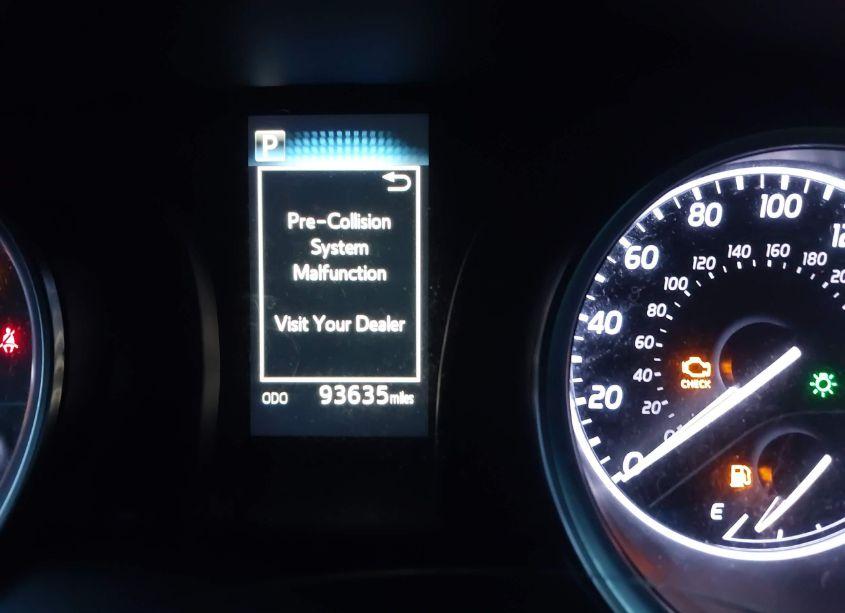 P
Pre-Collision
System
Malfunction
Visit Your Dealer
ODO 93635 miles
0
20
40
60
80
100
20
40
60
80
100
120
140
160
180
CHECK
E